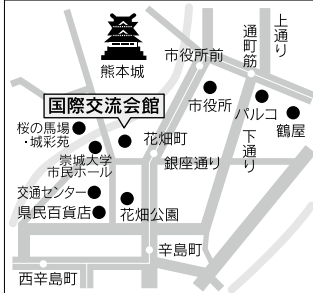 上通り
通町筋
市役所前
熊本城
市役所
パルコ
鶴屋
国際交流会館
桜の馬場
・城彩苑
花畑町
下通り
崇城大学
市民ホール
銀座通り
交通センター
県民百貨店
花畑公園
辛島町
西辛島町